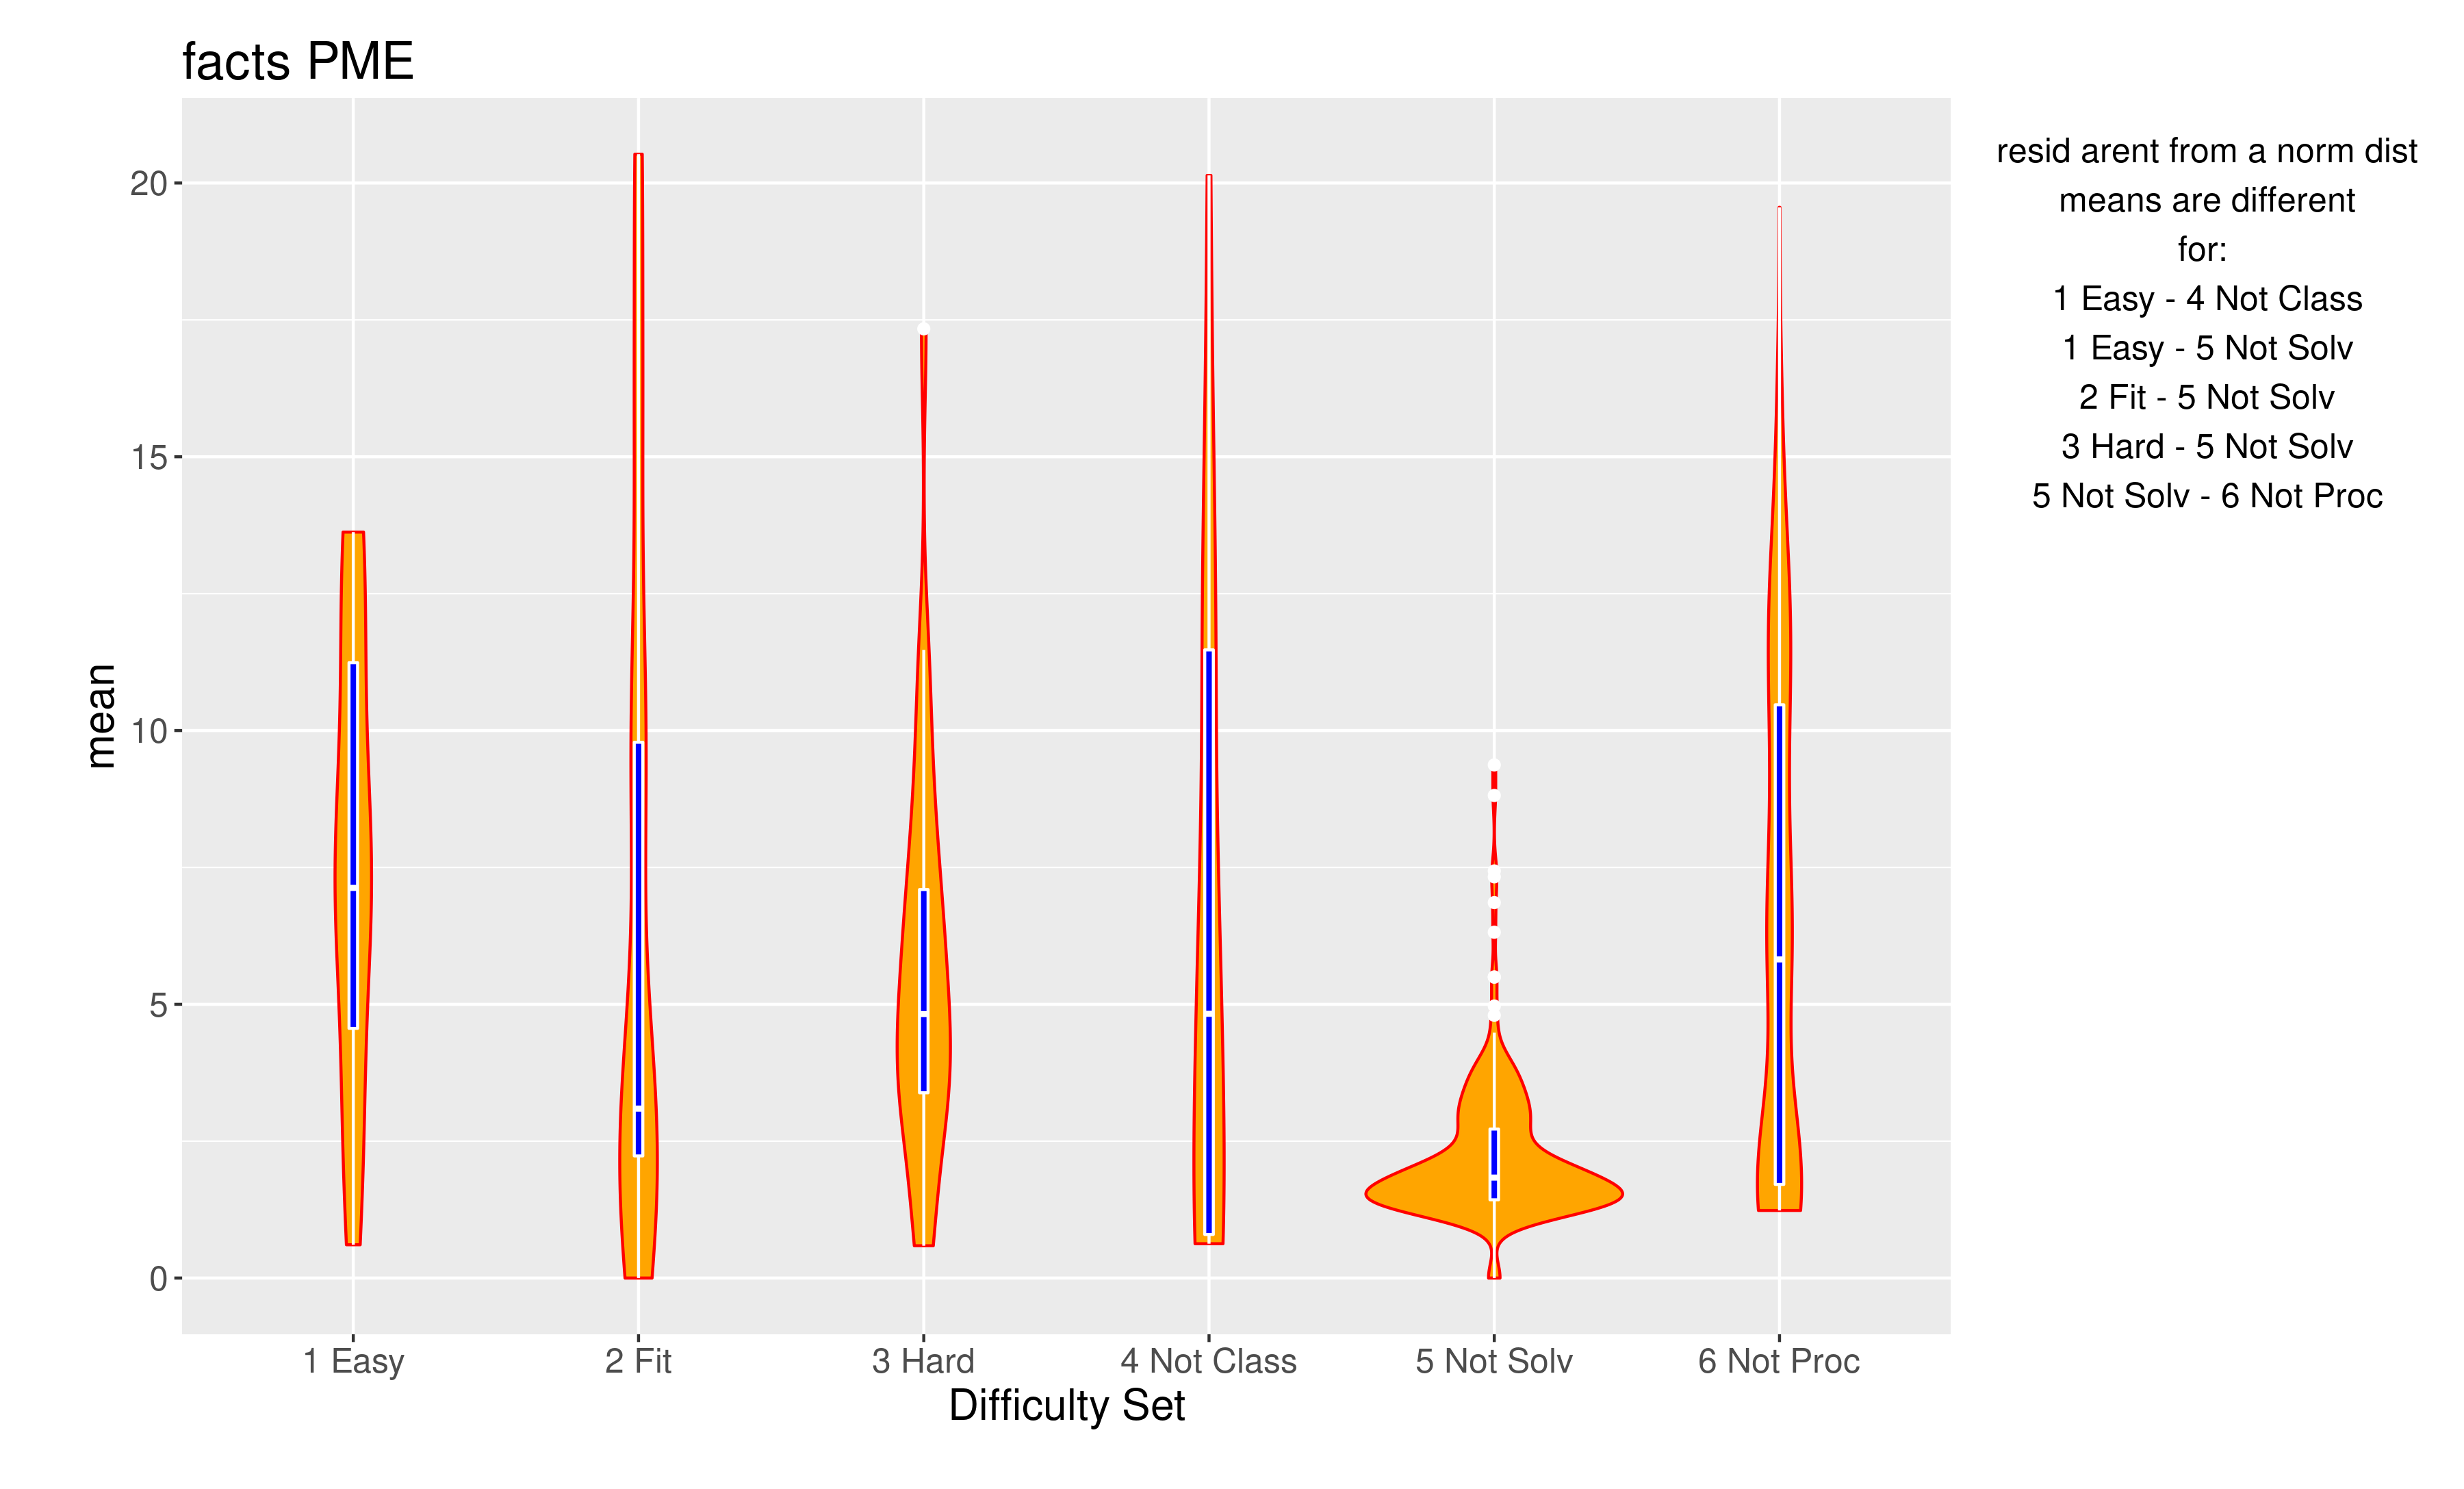 facts PME
20
15
10
5
0
mean
1 Easy
2 Fit
3 Hard
4 Not Class
5 Not Solv
6 Not Proc
Difficulty Set
resid arent from a norm dist
means are different
for:
1 Easy - 4 Not Class
1 Easy - 5 Not Solv
2 Fit - 5 Not Solv
3 Hard - 5 Not Solv
5 Not Solv - 6 Not Proc